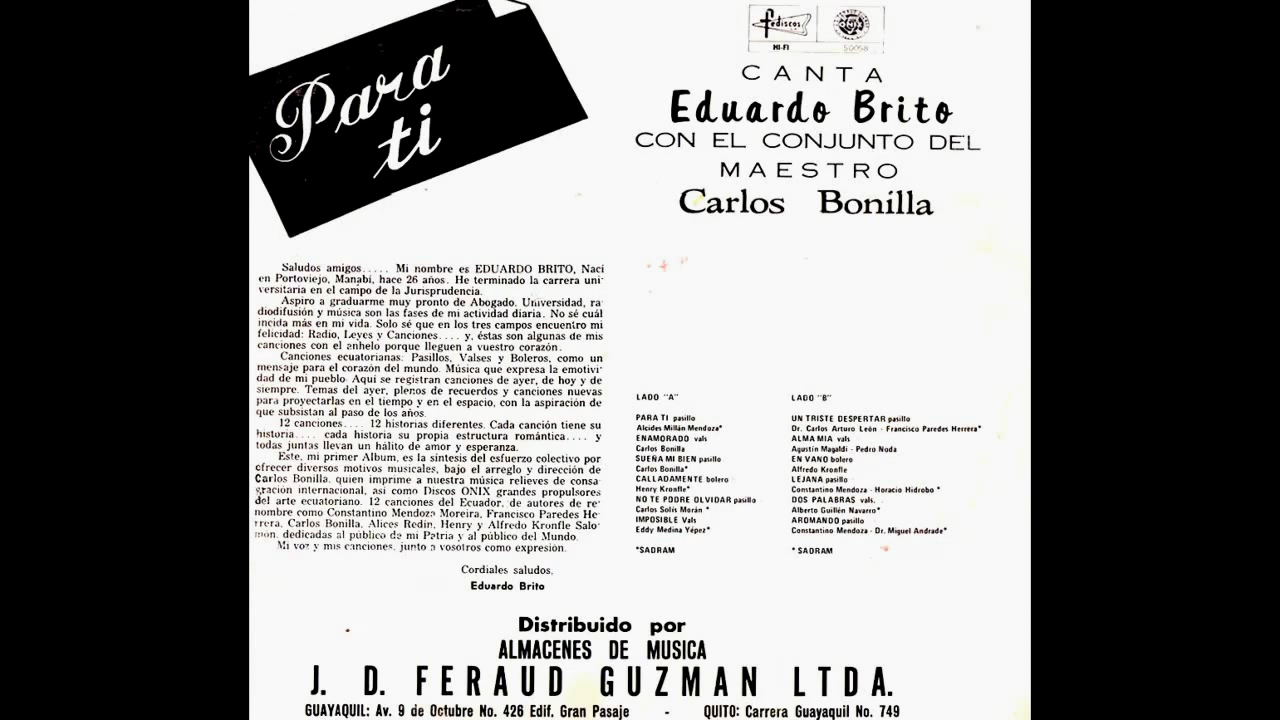 Para
ti
fediscos
ONIX
HI-FI
50058
CANTA
Eduardo Brito
CON EL CONJUNTO DEL
MAESTRO
Carlos Bonilla
Saludos amigos..... Mi nombre es EDUARDO BRITO, Nací
en Portoviejo, Manabí, hace 26 años. He terminado la carrera uni-
versitaria en el campo de la Jurisprudencia.
Aspiro a graduarme muy pronto de Abogado. Universidad, ra-
diodifusión y música son las fases de mi actividad diaria. No sé cuál
incida más en mi vida. Solo sé que en los tres campos encuentro mi
felicidad: Radio, Leyes y Canciones.... y, éstas son algunas de mis
canciones con el anhelo porque lleguen a vuestro corazón.
Canciones ecuatorianas: Pasillos, Valses y Boleros, como un
mensaje para el corazón del mundo. Música que expresa la emotivi-
dad de mi pueblo. Aquí se registran canciones de ayer, de hoy y de
siempre. Temas del ayer, plenos de recuerdos y canciones nuevas
para proyectarlas en el tiempo y en el espacio, con la aspiración de
que subsistan al paso de los años.
12 canciones.... 12 historias diferentes. Cada canción tiene su
historia.... cada historia su propia estructura romántica.... y
todas juntas llevan un hálito de amor y esperanza.
Este, mi primer Album, es la síntesis del esfuerzo colectivo por
ofrecer diversos motivos musicales, bajo el arreglo y dirección de
Carlos Bonilla, quien imprime a nuestra música relieves de consa-
gración internacional, así como Discos ONIX grandes propulsores
del arte ecuatoriano. 12 canciones del Ecuador, de autores de re-
nombre como Constantino Mendoza Moreira, Francisco Paredes He-
rrera, Carlos Bonilla, Alices Redín, Henry y Alfredo Kronfle Salo-
món, dedicadas al público de mi Patria y al público del Mundo.
Mi voz y mis canciones, junto a vosotros como expresión.
Cordiales saludos,
Eduardo Brito
LADO "A"
PARA TI pasillo
Alcides Millán Mendoza*
ENAMORADO vals
Carlos Bonilla
SUEÑA MI BIEN pasillo
Carlos Bonilla*
CALLADAMENTE bolero
Henry Kronfle*
NO TE PODRE OLVIDAR pasillo
Carlos Solís Morán *
IMPOSIBLE Vals
Eddy Medina Yépez*
*SADRAM
LADO "B"
UN TRISTE DESPERTAR pasillo
Dr. Carlos Arturo León - Francisco Paredes Herrera*
ALMA MIA vals
Agustín Magaldi - Pedro Noda
EN VANO bolero
Alfredo Kronfle
LEJANA pasillo
Constantino Mendoza - Horacio Hidrobo *
DOS PALABRAS vals.
Alberto Guillén Navarro*
AROMANDO pasillo
Constantino Mendoza - Dr. Miguel Andrade*
* SADRAM
Distribuido por
ALMACENES DE MUSICA
J. D. FERAUD GUZMAN LTDA.
GUAYAQUIL: Av. 9 de Octubre No. 426 Edif. Gran Pasaje - QUITO: Carrera Guayaquil No. 749